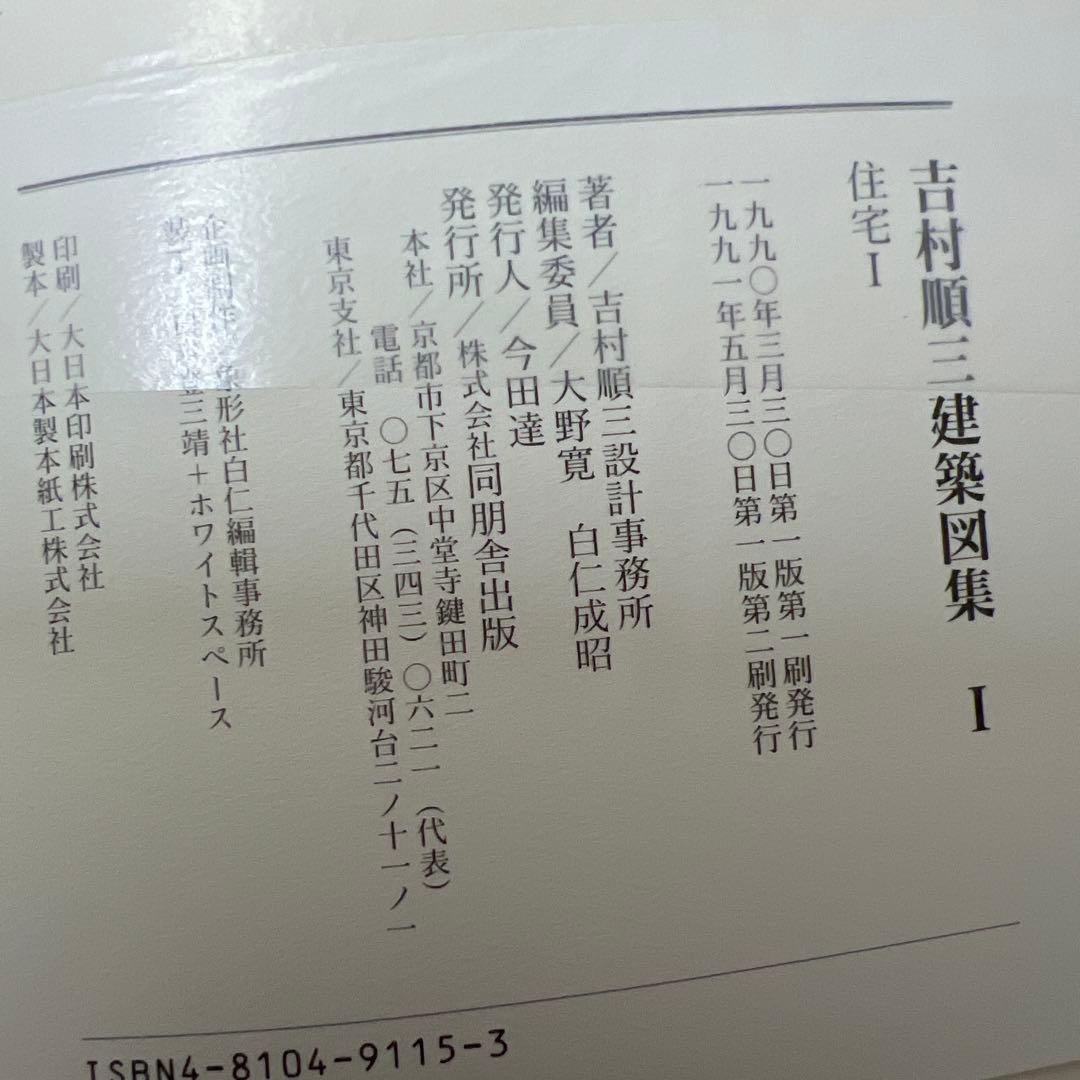 吉村順三建築図集 I
住宅I
一九九〇年三月三〇日第一版第一刷発行
一九九一年五月三〇日第一版第二刷発行
著者／吉村順三設計事務所
編集委員／大野寛 白仁成昭
発行人／今田達
発行所／株式会社同朋舎出版
本社／京都市下京区中堂寺鍵田町二
電話 〇七五（三四三）〇六二一（代表）
東京支社／東京都千代田区神田駿河台二ノ十一ノ一
企画 形社白仁編輯事務所
三靖＋ホワイトスペース
印刷／大日本印刷株式会社
製本／大日本製本紙工株式会社
ISBN4-8104-9115-3